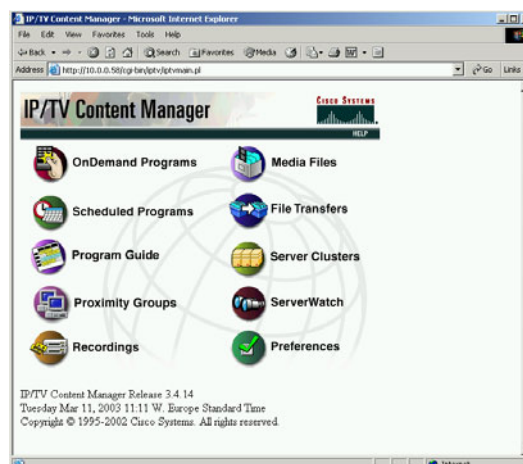 IP/TV Content Manager - Microsoft Internet Explorer
File Edit View Favorites Tools Help
Back Search Favorites Media
Address http://10.0.0.58/cgi-bin/iptv/iptvmain.pl Go Links
IP/TV Content Manager
CISCO SYSTEMS
HELP
OnDemand Programs
Media Files
Scheduled Programs
File Transfers
Program Guide
Server Clusters
Proximity Groups
ServerWatch
Recordings
Preferences
IP/TV Content Manager Release 3.4.14
Tuesday Mar 11, 2003 11:11 W. Europe Standard Time
Copyright © 1995-2002 Cisco Systems. All rights reserved.
Internet